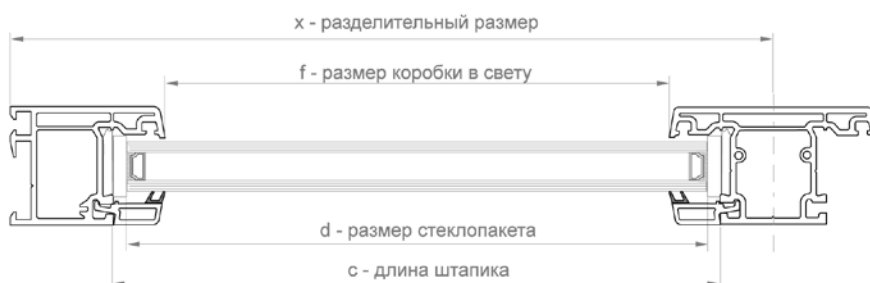 x - разделительный размер
f - размер коробки в свету
d - размер стеклопакета
c - длина штапика